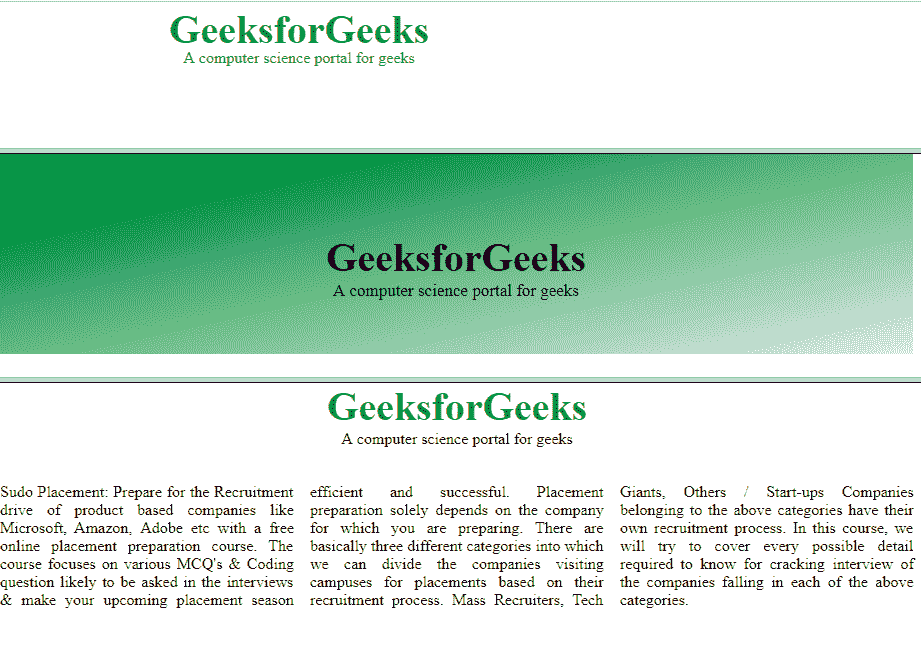 GeeksforGeeks
A computer science portal for geeks
GeeksforGeeks
A computer science portal for geeks
GeeksforGeeks
A computer science portal for geeks
Sudo Placement: Prepare for the Recruitment
drive of product based companies like
Microsoft, Amazon, Adobe etc with a free
online placement preparation course. The
course focuses on various MCQ's & Coding
question likely to be asked in the interviews
& make your upcoming placement season
efficient and successful. Placement
preparation solely depends on the company
for which you are preparing. There are
basically three different categories into which
we can divide the companies visiting
campuses for placements based on their
recruitment process. Mass Recruiters, Tech
Giants, Others / Start-ups Companies
belonging to the above categories have their
own recruitment process. In this course, we
will try to cover every possible detail
required to know for cracking interview of
the companies falling in each of the above
categories.